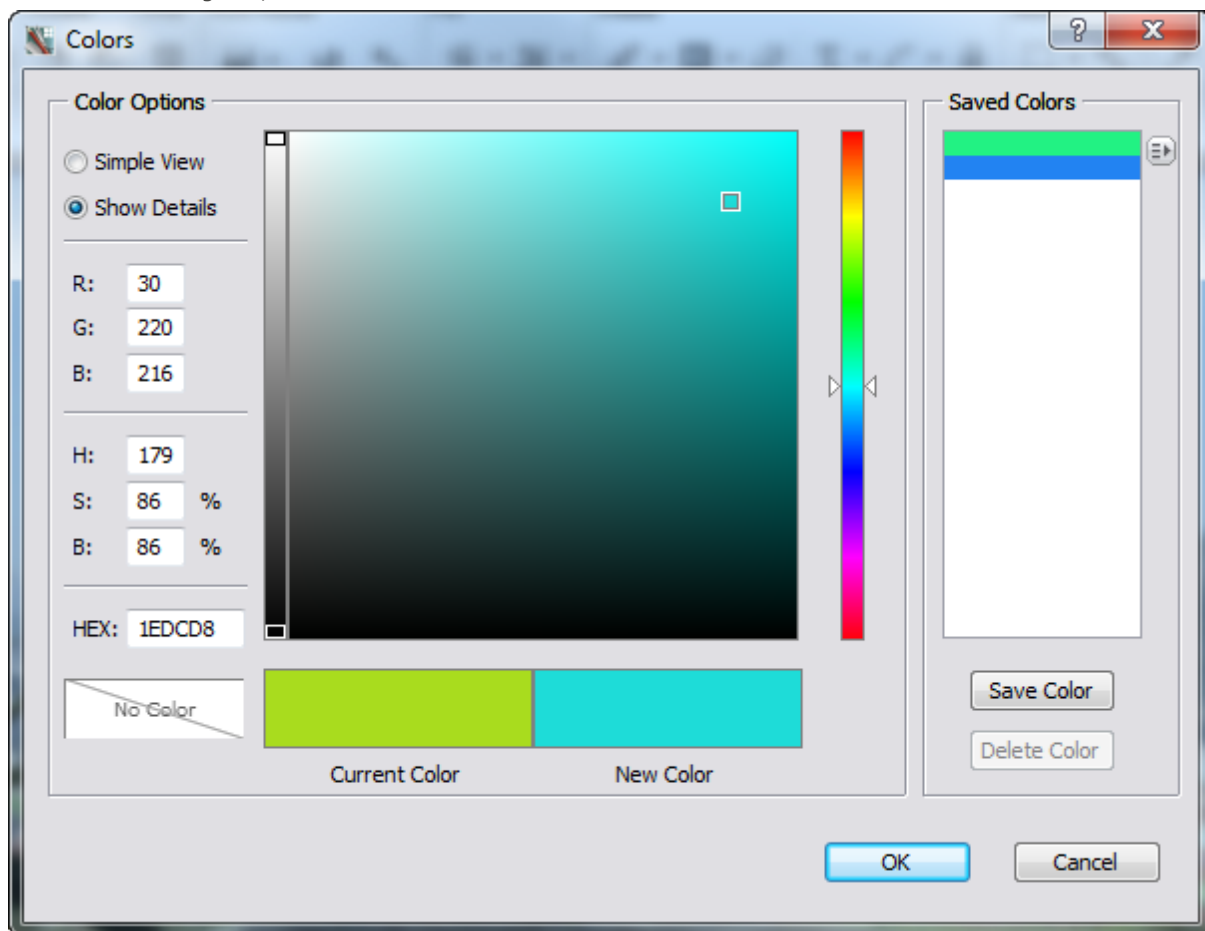 Colors
?
X
Color Options
Simple View
Show Details
R: 30
G: 220
B: 216
H: 179
S: 86 %
B: 86 %
HEX: 1EDCD8
No Color
Current Color
New Color
Saved Colors
Save Color
Delete Color
OK
Cancel